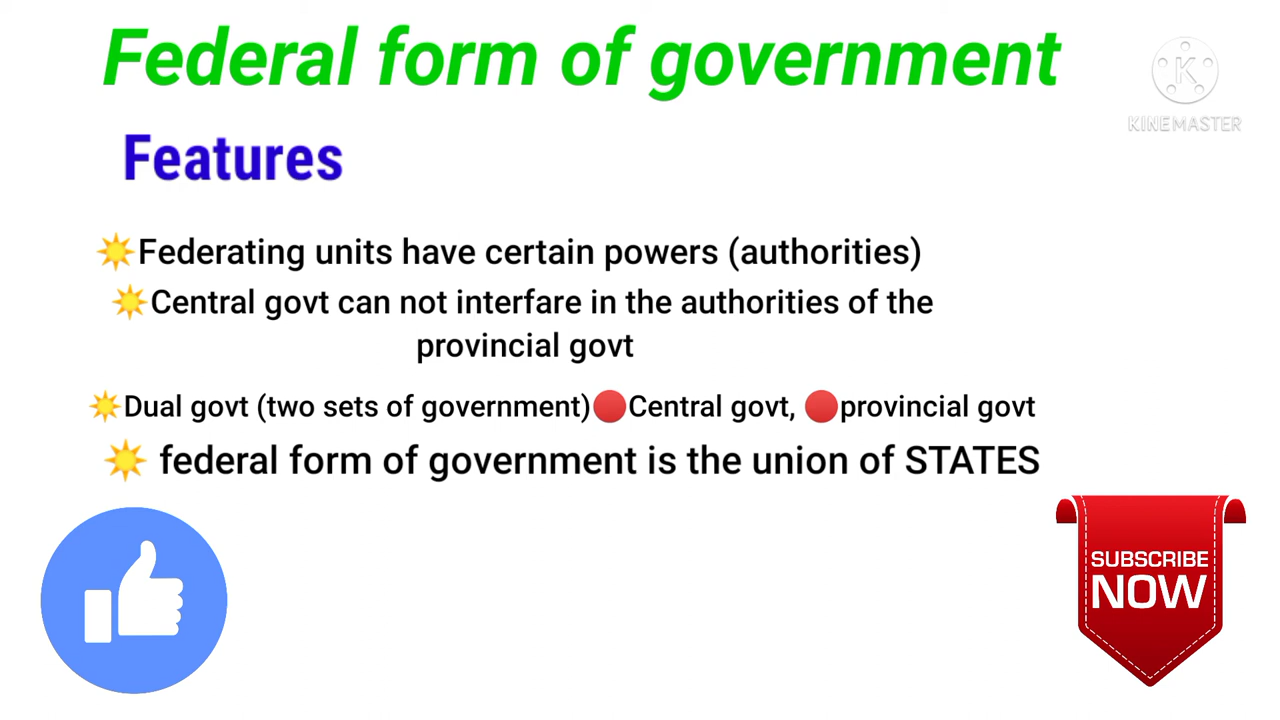 Federal form of government
KINEMASTER
Features
☀Federating units have certain powers (authorities)
☀Central govt can not interfare in the authorities of the
provincial govt
☀Dual govt (two sets of government)🔴Central govt, 🔴provincial govt
☀ federal form of government is the union of STATES
SUBSCRIBE
NOW